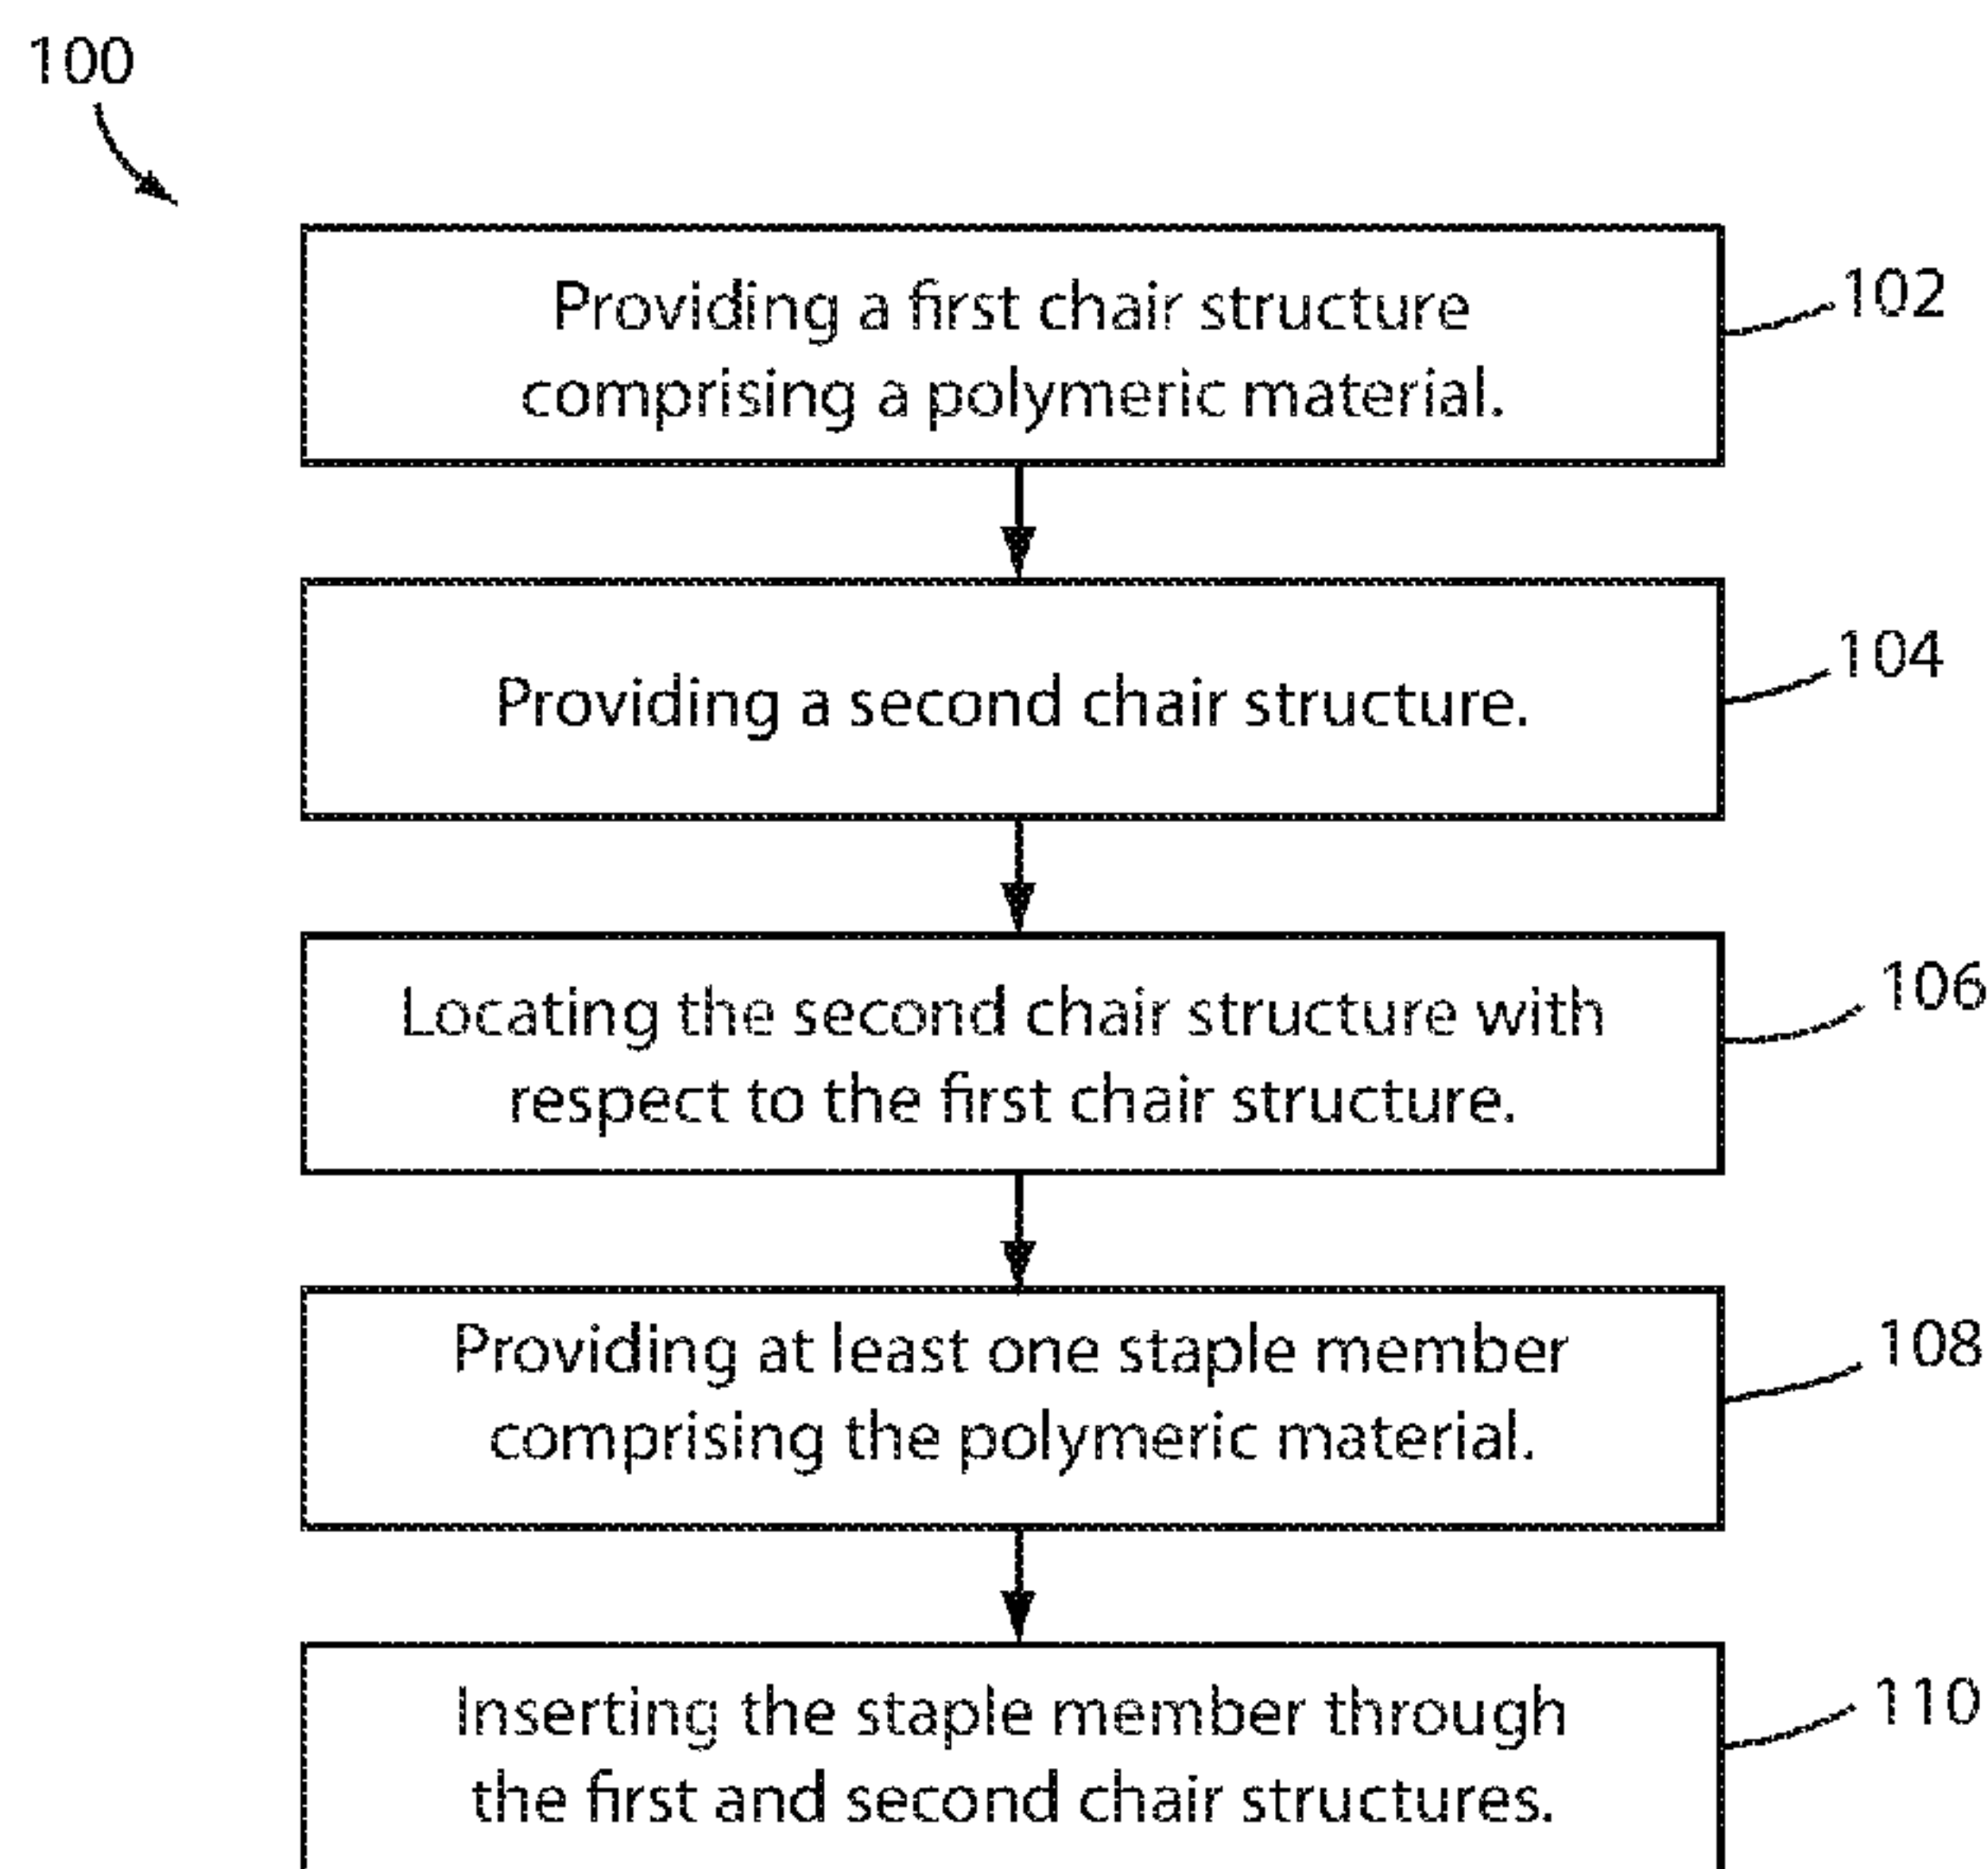 100
Providing a first chair structure
comprising a polymeric material.
102
Providing a second chair structure.
104
Locating the second chair structure with
respect to the first chair structure.
106
Providing at least one staple member
comprising the polymeric material.
108
Inserting the staple member through
the first and second chair structures.
110